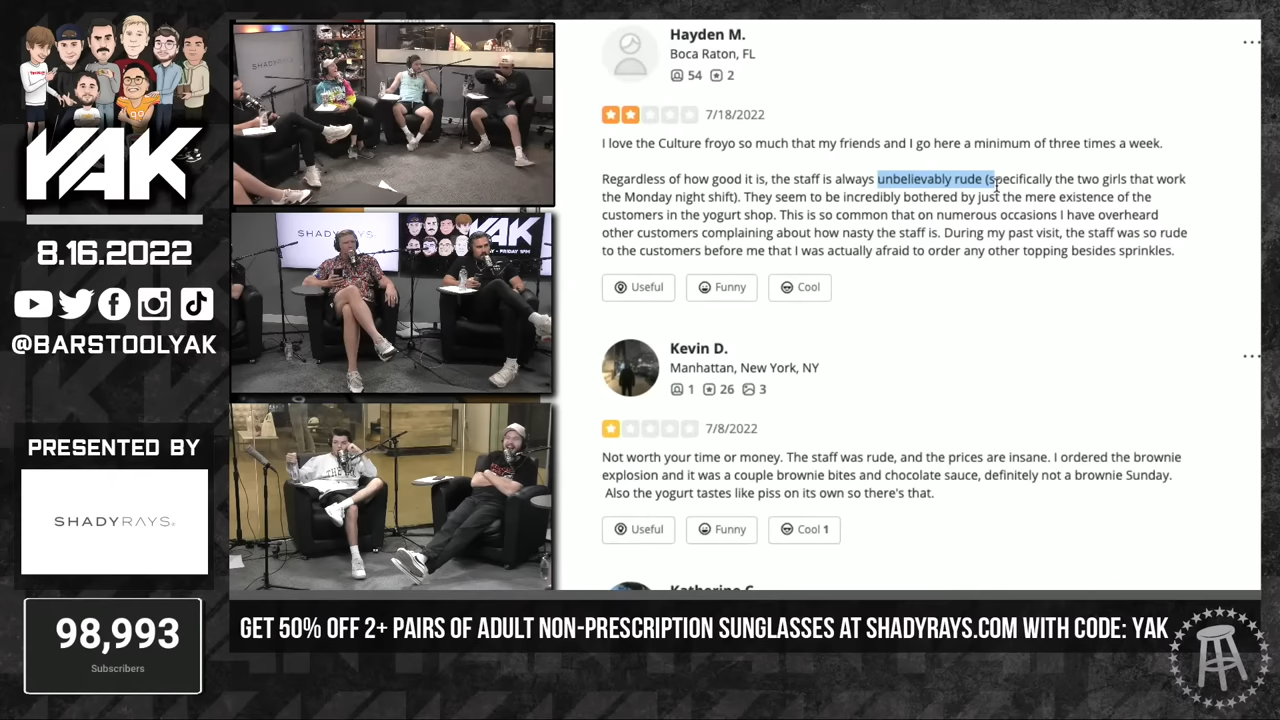 YAK
8.16.2022
@BARSTOOLYAK
PRESENTED BY
SHADYRAYS®
98,993
Subscribers
SHADYRAYS
SHADYRAYS
YAK
Hayden M.
Boca Raton, FL
54 2
7/18/2022
I love the Culture froyo so much that my friends and I go here a minimum of three times a week.
Regardless of how good it is, the staff is always unbelievably rude (specifically the two girls that work
the Monday night shift). They seem to be incredibly bothered by just the mere existence of the
customers in the yogurt shop. This is so common that on numerous occasions I have overheard
other customers complaining about how nasty the staff is. During my past visit, the staff was so rude
to the customers before me that I was actually afraid to order any other topping besides sprinkles.
Useful Funny Cool
Kevin D.
Manhattan, New York, NY
1 26 3
7/8/2022
Not worth your time or money. The staff was rude, and the prices are insane. I ordered the brownie
explosion and it was a couple brownie bites and chocolate sauce, definitely not a brownie Sunday.
Also the yogurt tastes like piss on its own so there's that.
Useful Funny Cool 1
GET 50% OFF 2+ PAIRS OF ADULT NON-PRESCRIPTION SUNGLASSES AT SHADYRAYS.COM WITH CODE: YAK